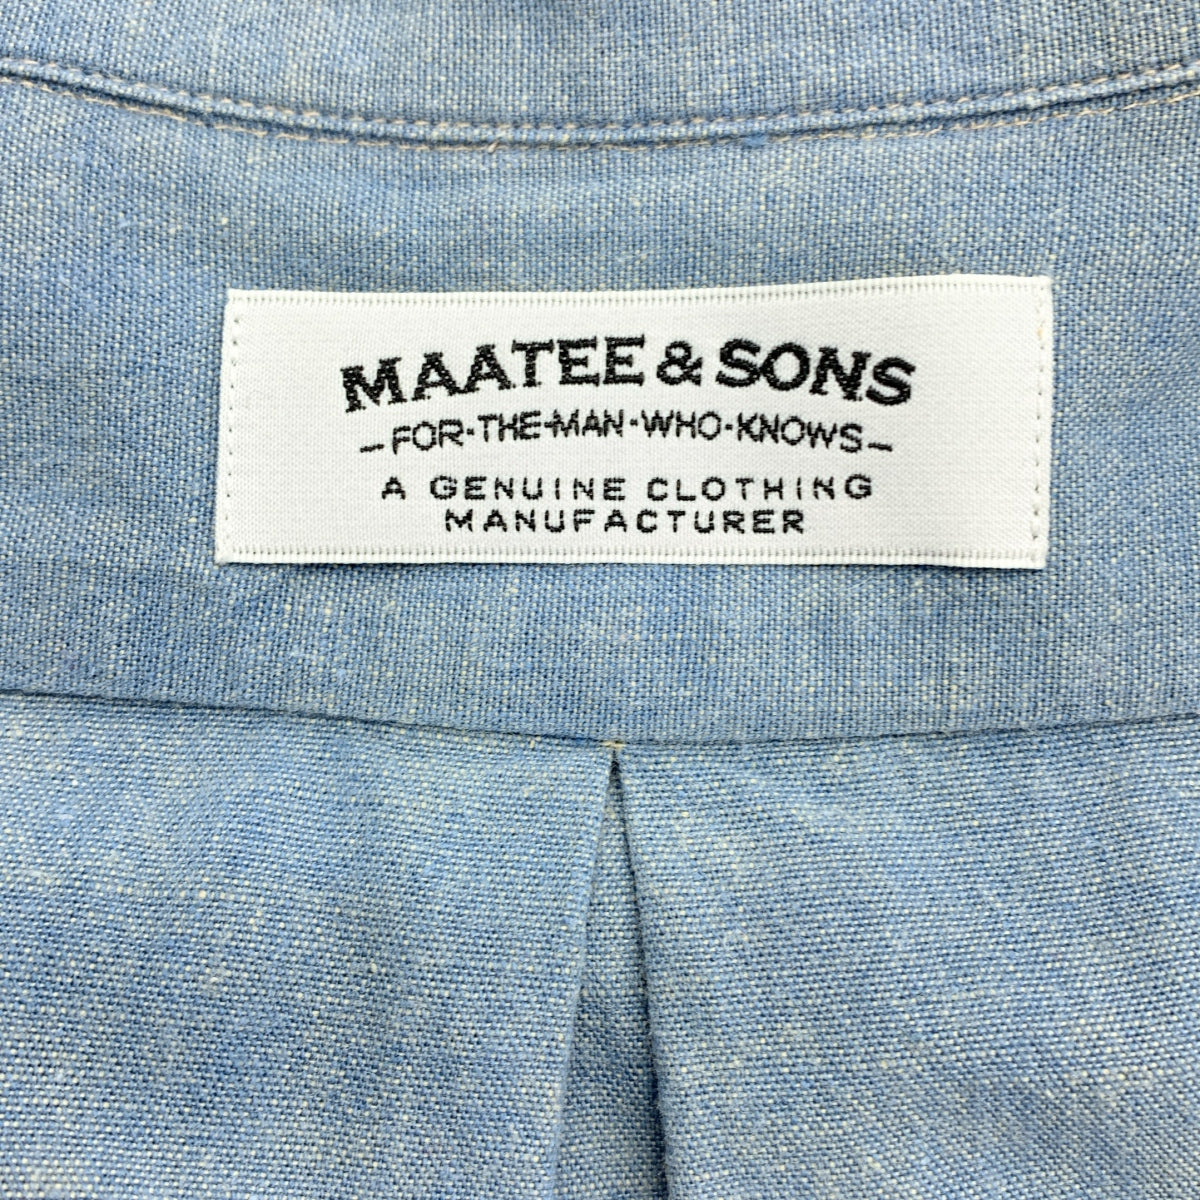 MAATEE & SONS
-FOR·THE·MAN·WHO·KNOWS-
A GENUINE CLOTHING
MANUFACTURER